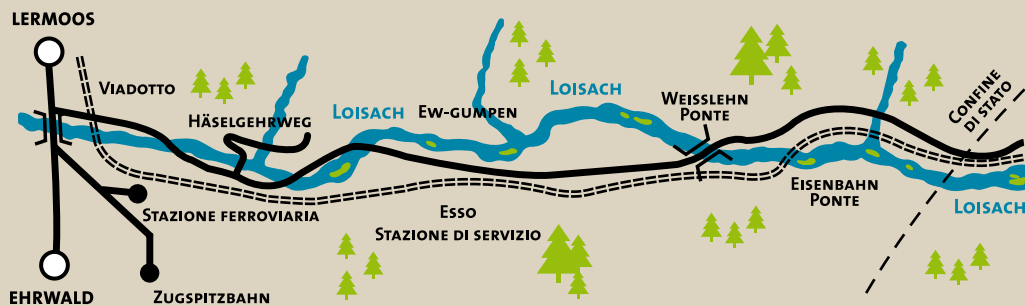 LERMOOS
VIADOTTO
HÄSELGEHRWEG
LOISACH
EW-GUMPEN
LOISACH
WEISSLEHN
PONTE
CONFINE
DI STATO
EISENBAHN
PONTE
LOISACH
STAZIONE FERROVIARIA
ESSO
STAZIONE DI SERVIZIO
EHRWALD
ZUGSPITZBAHN